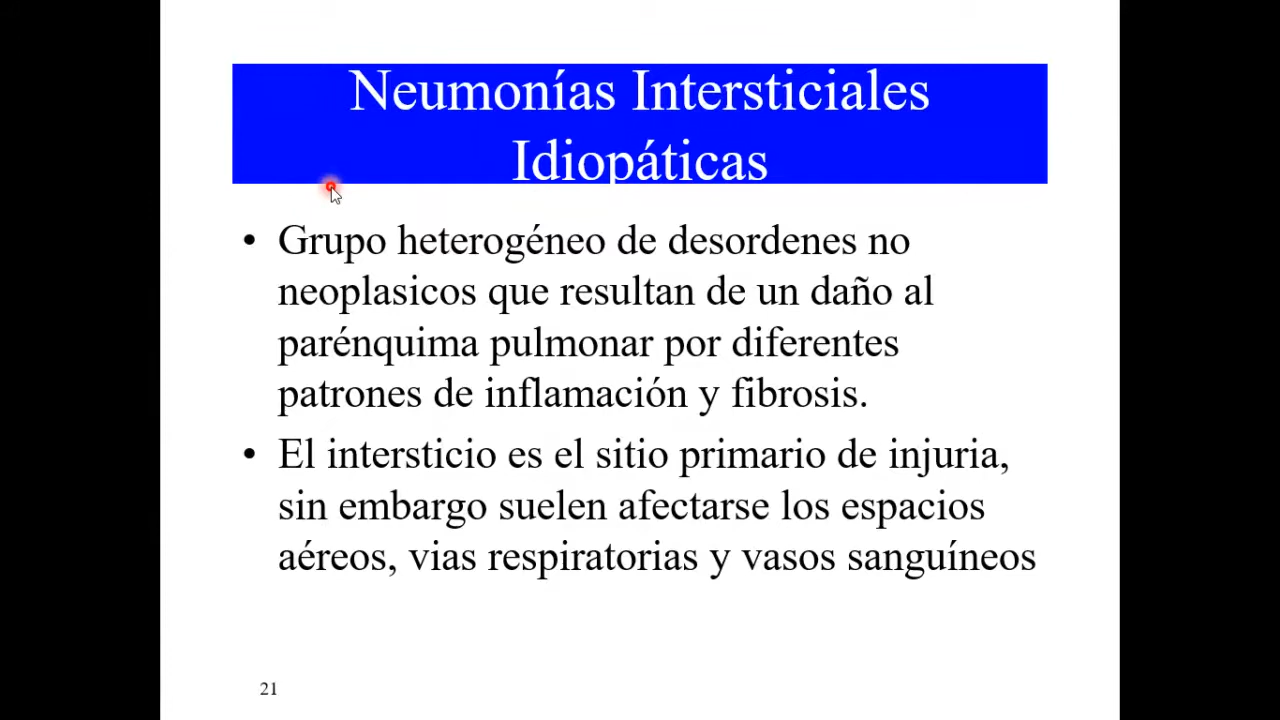 Neumonías Intersticiales
Idiopáticas
• Grupo heterogéneo de desordenes no
neoplasicos que resultan de un daño al
parénquima pulmonar por diferentes
patrones de inflamación y fibrosis.
• El intersticio es el sitio primario de injuria,
sin embargo suelen afectarse los espacios
aéreos, vias respiratorias y vasos sanguíneos
21